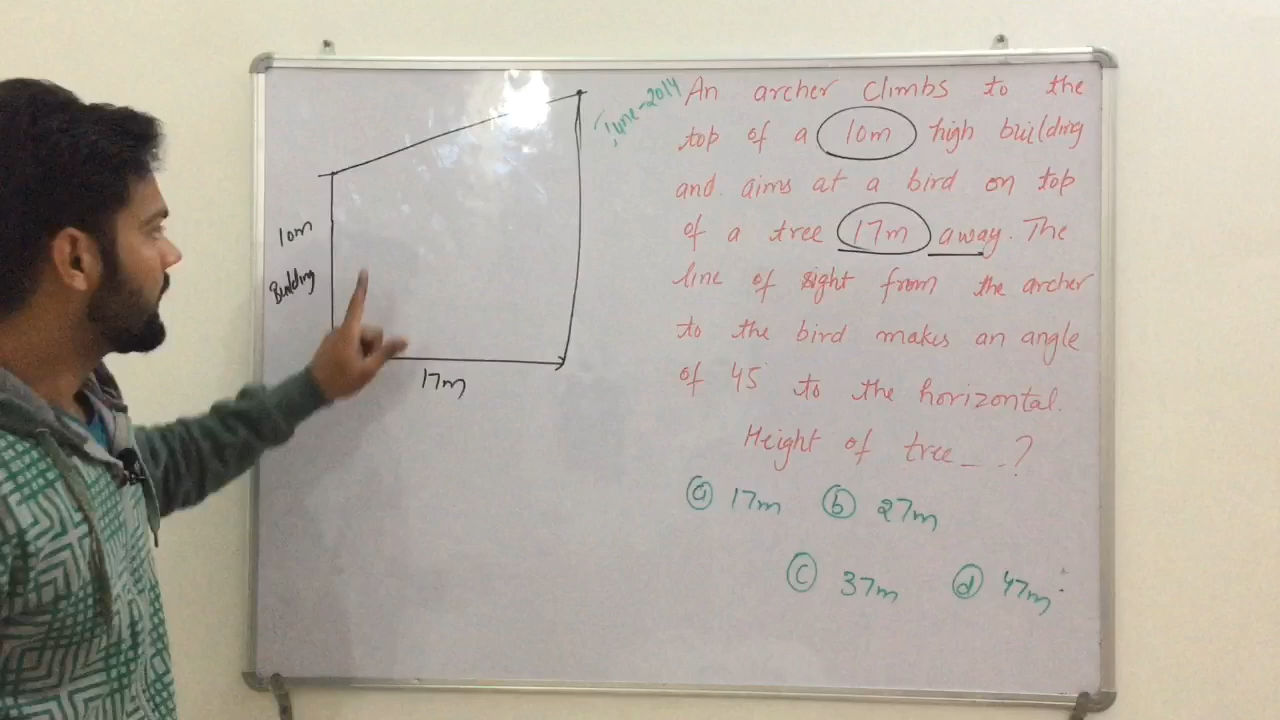 June-2014
An archer climbs to the
top of a 10m high building
and aims at a bird on top
of a tree 17m away. The
line of sight from the archer
to the bird makes an angle
of 45° to the horizontal.
Height of tree - - ?
a 17m b 27m
c 37m d 47m
10m
Building
17m